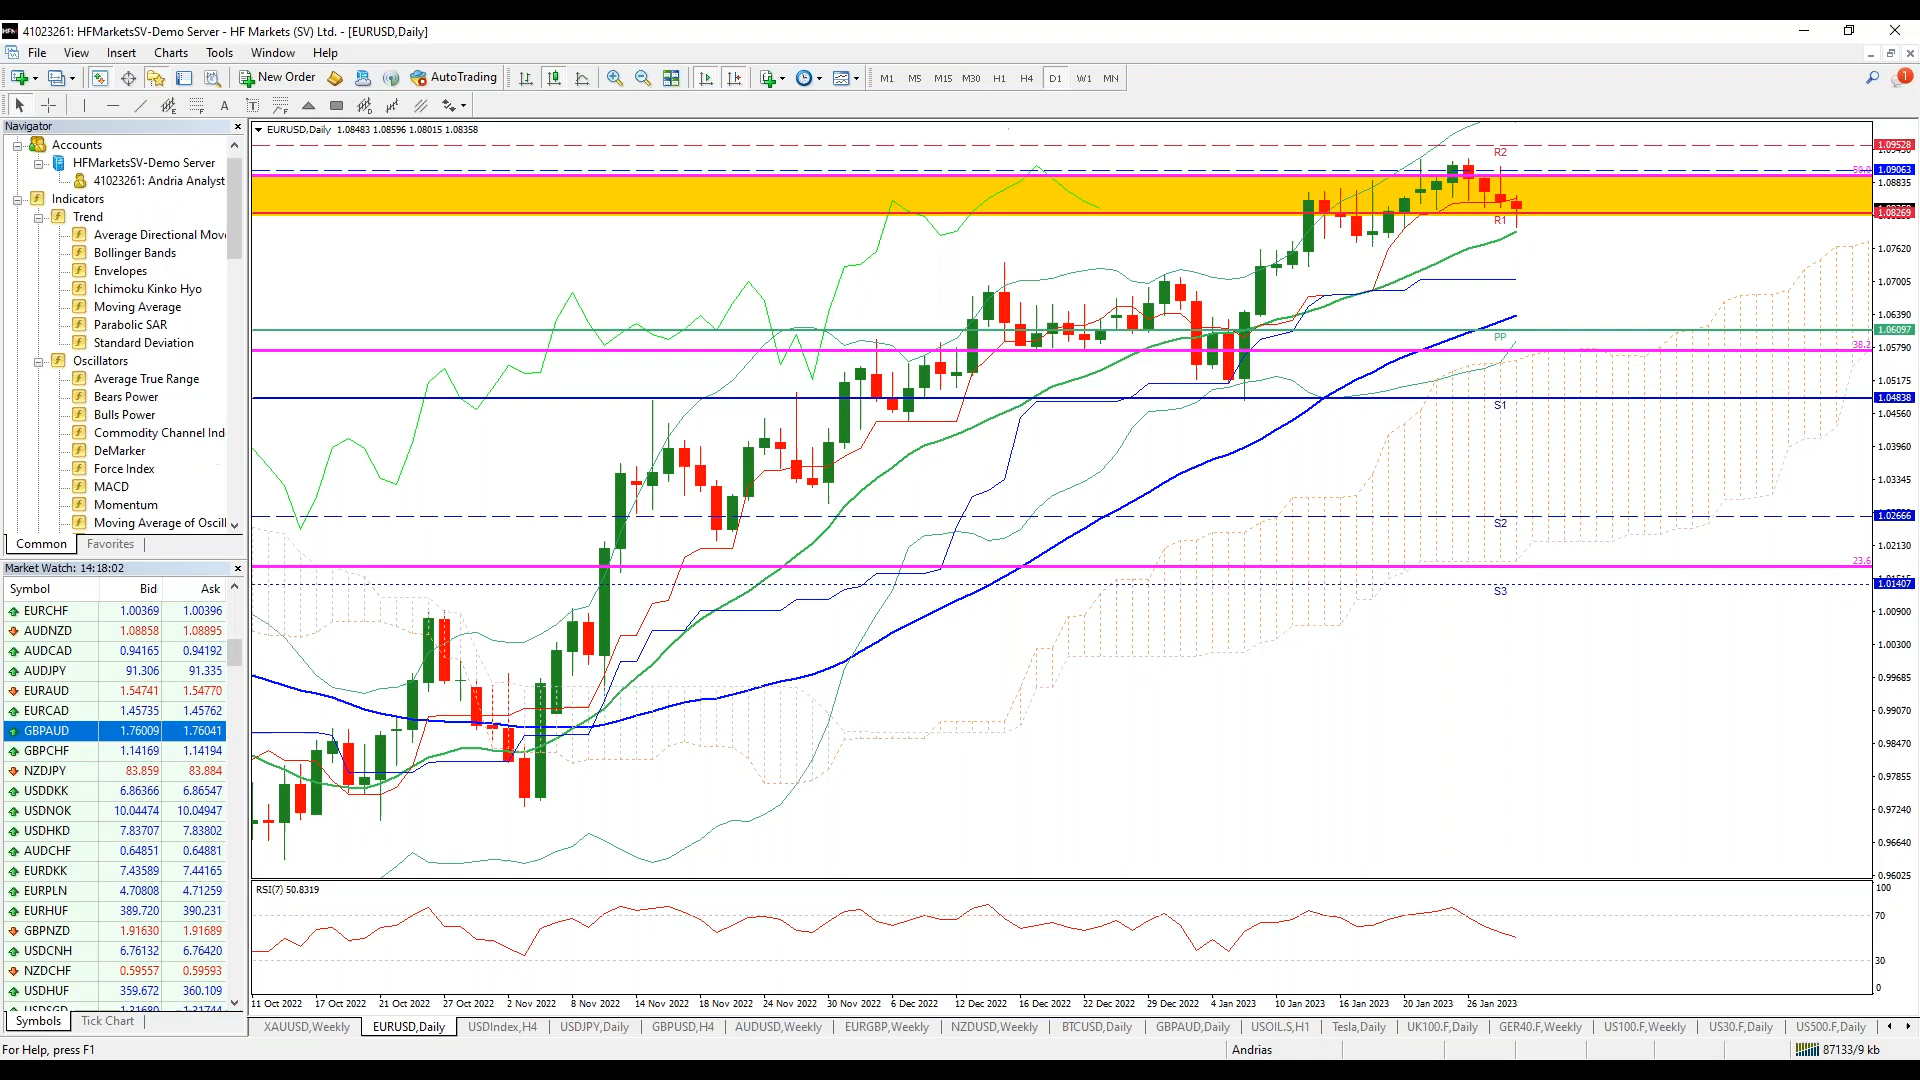 41023261: HFMarketsSV-Demo Server - HF Markets (SV) Ltd. - [EURUSD,Daily]
File View Insert Charts Tools Window Help
New Order AutoTrading M1 M5 M15 M30 H1 H4 D1 W1 MN 1
A T
Navigator
Accounts
HFMarketsSV-Demo Server
41023261: Andria Analyst
Indicators
Trend
Average Directional Move
Bollinger Bands
Envelopes
Ichimoku Kinko Hyo
Moving Average
Parabolic SAR
Standard Deviation
Oscillators
Average True Range
Bears Power
Bulls Power
Commodity Channel Ind
DeMarker
Force Index
MACD
Momentum
Moving Average of Oscill
Common Favorites
Market Watch: 14:18:02
Symbol Bid Ask
EURCHF 1.00369 1.00396
AUDNZD 1.08858 1.08895
AUDCAD 0.94165 0.94192
AUDJPY 91.306 91.335
EURAUD 1.54741 1.54770
EURCAD 1.45735 1.45762
GBPAUD 1.76009 1.76041
GBPCHF 1.14169 1.14194
NZDJPY 83.859 83.884
USDDKK 6.86366 6.86547
USDNOK 10.04474 10.04947
USDHKD 7.83707 7.83802
AUDCHF 0.64851 0.64881
EURDKK 7.43589 7.44165
EURPLN 4.70808 4.71259
EURHUF 389.720 390.231
GBPNZD 1.91630 1.91689
USDCNH 6.76132 6.76420
NZDCHF 0.59557 0.59593
USDHUF 359.672 360.109
Symbols Tick Chart
EURUSD,Daily 1.08483 1.08596 1.08015 1.08358
R2
R1
PP
S1
S2
S3
50.0
38.2
23.6
1.09528
1.09063
1.08835
1.08269
1.07620
1.07005
1.06390
1.06097
1.05790
1.05175
1.04838
1.04560
1.03960
1.03345
1.02666
1.02130
1.01407
1.00900
1.00300
0.99685
0.99070
0.98470
0.97855
0.97240
0.96640
0.96025
RSI(7) 50.8319
100
70
30
0
11 Oct 2022 17 Oct 2022 21 Oct 2022 27 Oct 2022 2 Nov 2022 8 Nov 2022 14 Nov 2022 18 Nov 2022 24 Nov 2022 30 Nov 2022 6 Dec 2022 12 Dec 2022 16 Dec 2022 22 Dec 2022 29 Dec 2022 4 Jan 2023 10 Jan 2023 16 Jan 2023 20 Jan 2023 26 Jan 2023
XAUUSD,Weekly EURUSD,Daily USDIndex,H4 USDJPY,Daily GBPUSD,H4 AUDUSD,Weekly EURGBP,Weekly NZDUSD,Weekly BTCUSD,Daily GBPAUD,Daily USOIL.S,H1 Tesla,Daily UK100.F,Daily GER40.F,Weekly US100.F,Weekly US30.F,Daily US500.F,Daily
For Help, press F1 Andrias 87133/9 kb